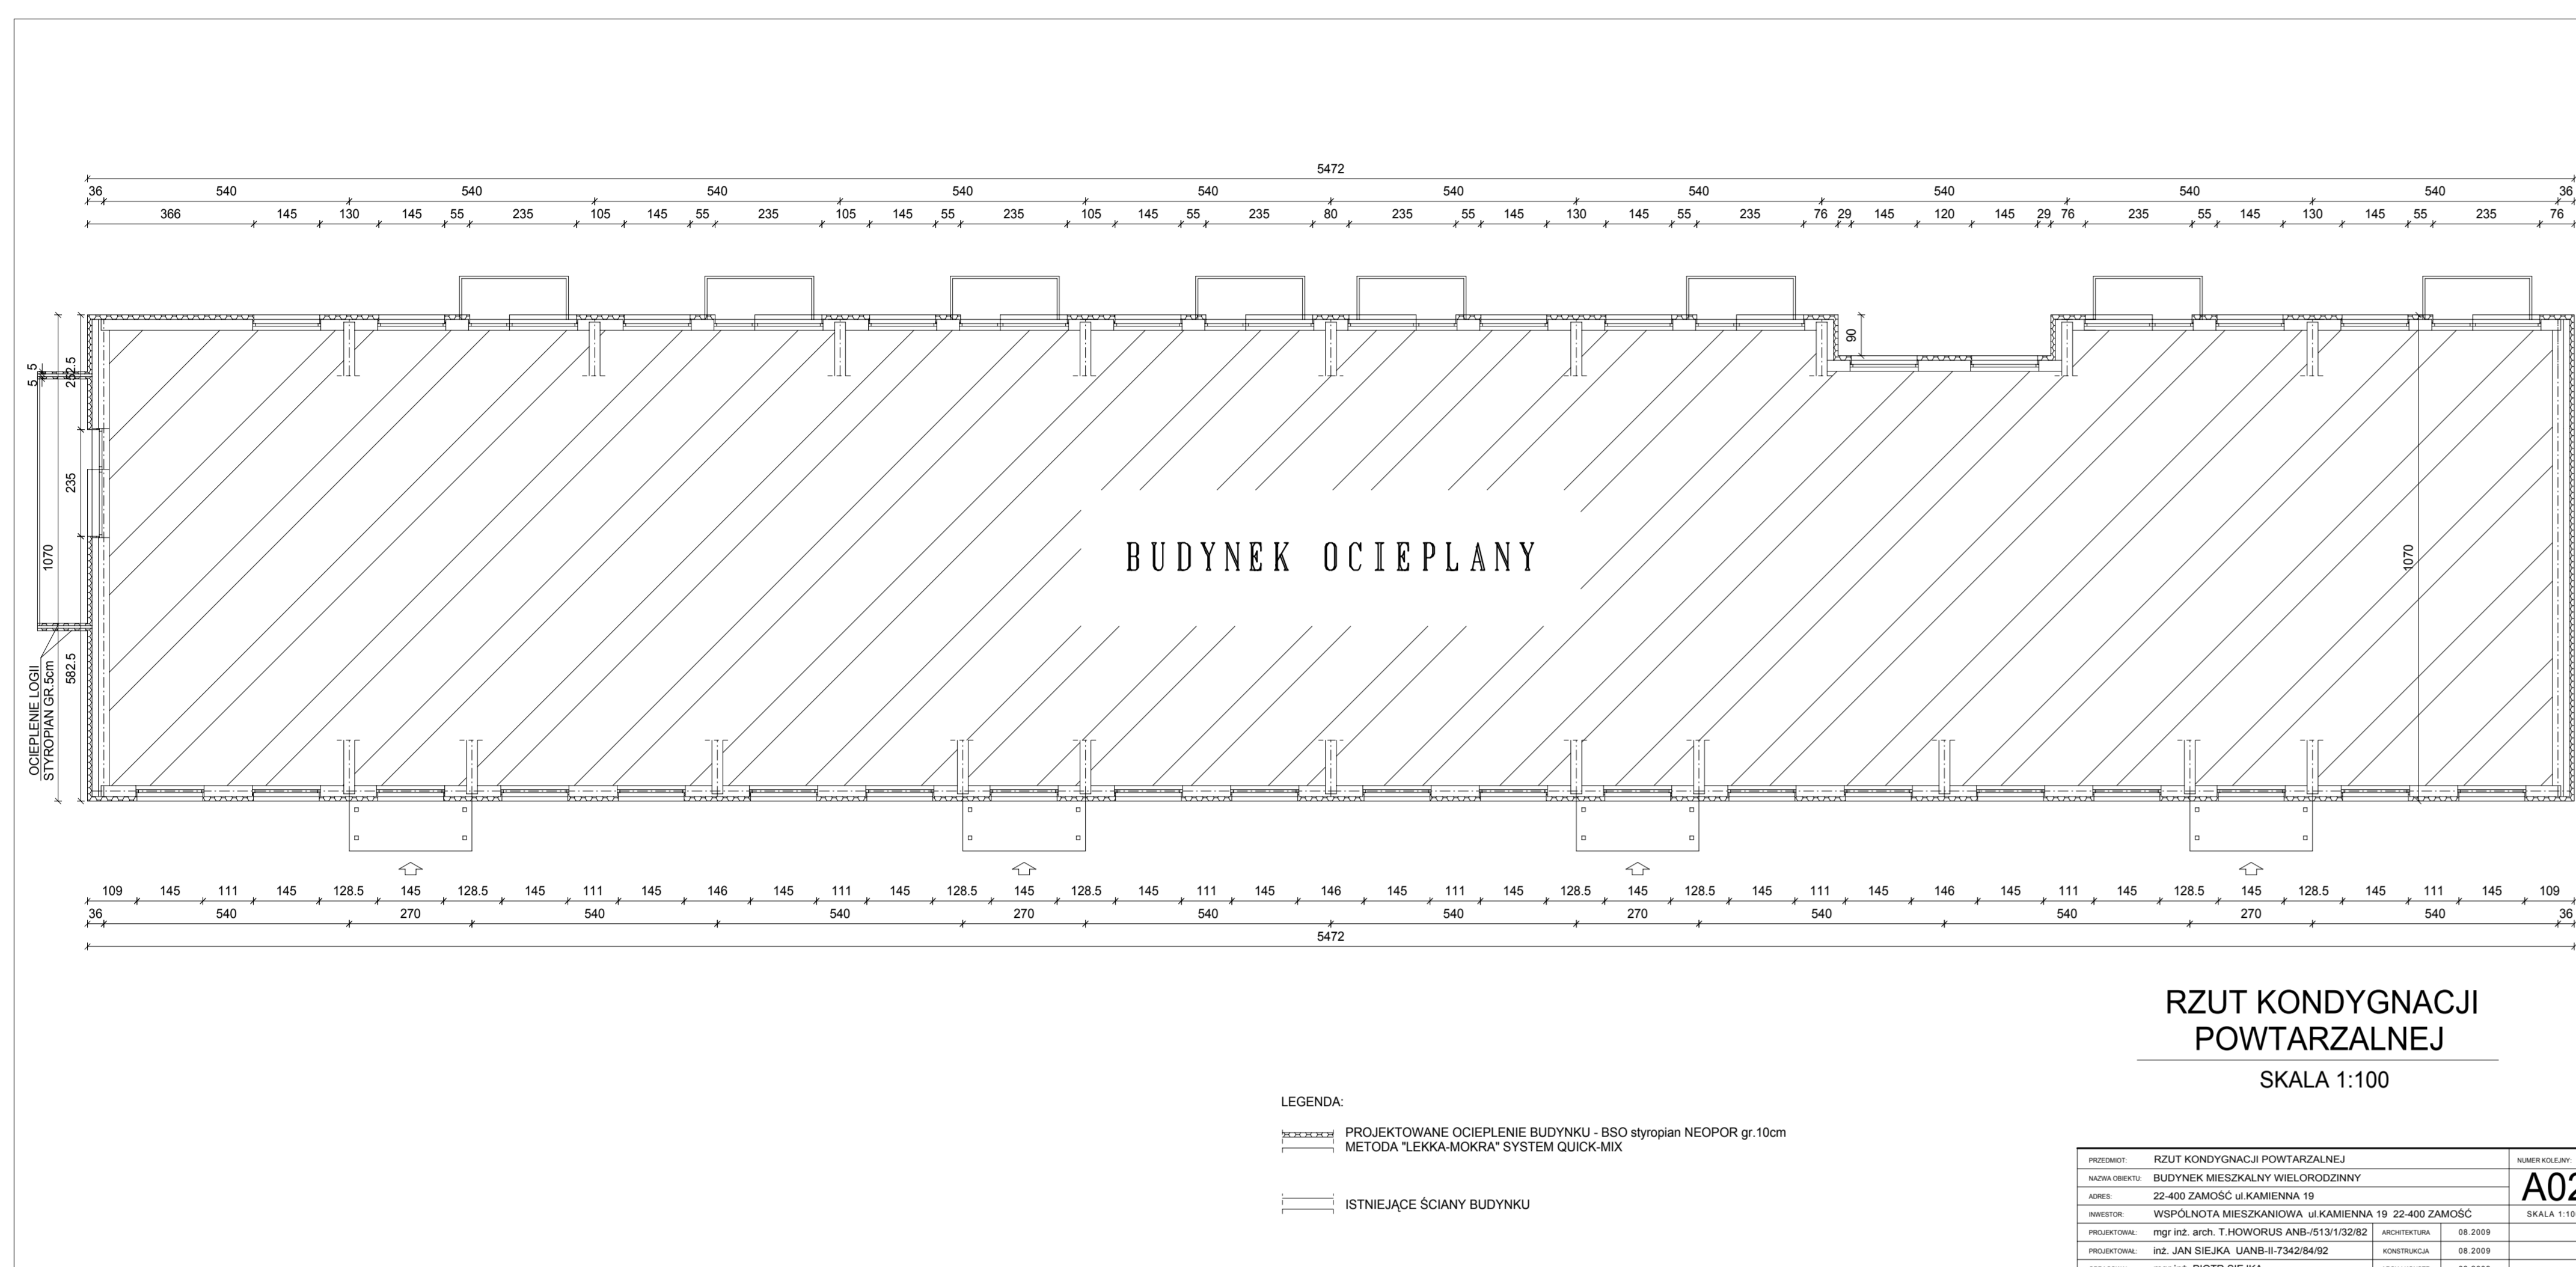 5472
36 540 540 540 540 540 540 540 540 540 540 36
366 145 130 145 55 235 105 145 55 235 105 145 55 235 105 145 55 235 80 235 55 145 130 145 55 235 76 29 145 120 145 29 76 235 55 145 130 145 55 235 76
90
5
5
252.5
235
1070
582.5
1070
OCIEPLENIE LOGII
STYROPIAN GR.5cm
BUDYNEK OCIEPLANY
109 145 111 145 128.5 145 128.5 145 111 145 146 145 111 145 128.5 145 128.5 145 111 145 146 145 111 145 128.5 145 128.5 145 111 145 146 145 111 145 128.5 145 128.5 145 111 145 109
36 540 270 540 540 270 540 540 270 540 540 270 540 36
5472
RZUT KONDYGNACJI
POWTARZALNEJ
SKALA 1:100
LEGENDA:
PROJEKTOWANE OCIEPLENIE BUDYNKU - BSO styropian NEOPOR gr.10cm
METODA "LEKKA-MOKRA" SYSTEM QUICK-MIX
ISTNIEJĄCE ŚCIANY BUDYNKU
PRZEDMIOT: RZUT KONDYGNACJI POWTARZALNEJ NUMER KOLEJNY:
NAZWA OBIEKTU: BUDYNEK MIESZKALNY WIELORODZINNY A02
ADRES: 22-400 ZAMOŚĆ ul.KAMIENNA 19
INWESTOR: WSPÓLNOTA MIESZKANIOWA ul.KAMIENNA 19 22-400 ZAMOŚĆ SKALA 1:10
PROJEKTOWAŁ: mgr inż. arch. T.HOWORUS ANB-/513/1/32/82 ARCHITEKTURA 08.2009
PROJEKTOWAŁ: inż. JAN SIEJKA UANB-II-7342/84/92 KONSTRUKCJA 08.2009